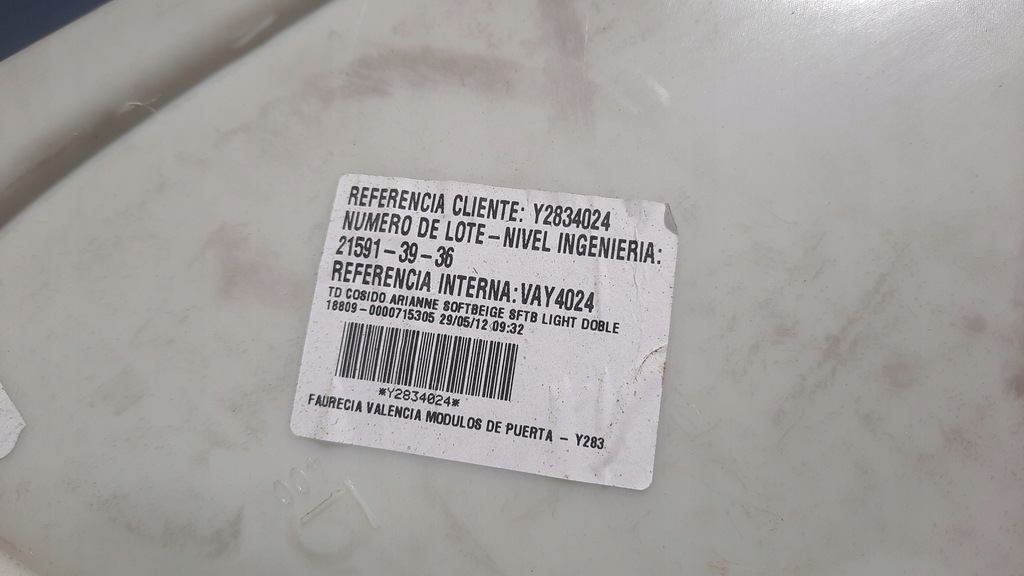 REFERENCIA CLIENTE: Y2834024
NUMERO DE LOTE-NIVEL INGENIERIA:
21591-39-36
REFERENCIA INTERNA:VAY4024
TD COSIDO ARIANNE SOFTBEIGE SFTB LIGHT DOBLE
18809-0000715305 29/05/12 09:32
*Y2834024*
FAURECIA VALENCIA MODULOS DE PUERTA - Y283